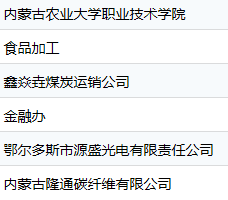 内蒙古农业大学职业技术学院
食品加工
鑫焱垚煤炭运销公司
金融办
鄂尔多斯市源盛光电有限责任公司
内蒙古隆通碳纤维有限公司